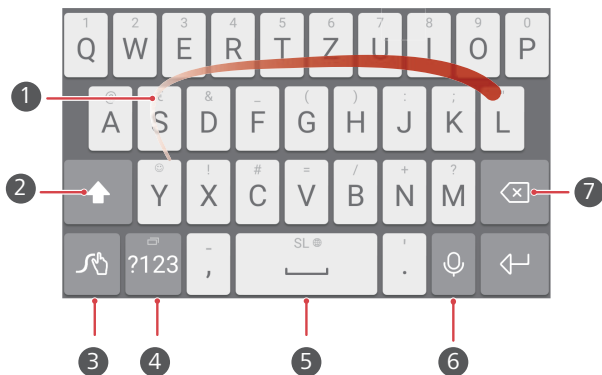 1 2 3 4 5 6 7 8 9 0
Q W E R T Z U I O P
@ & & _ ( ) : ;
A S D F G H J K L
1
! # = / + ?
Y X C V B N M
2
7
SL
?123 , .
3 4 5 6